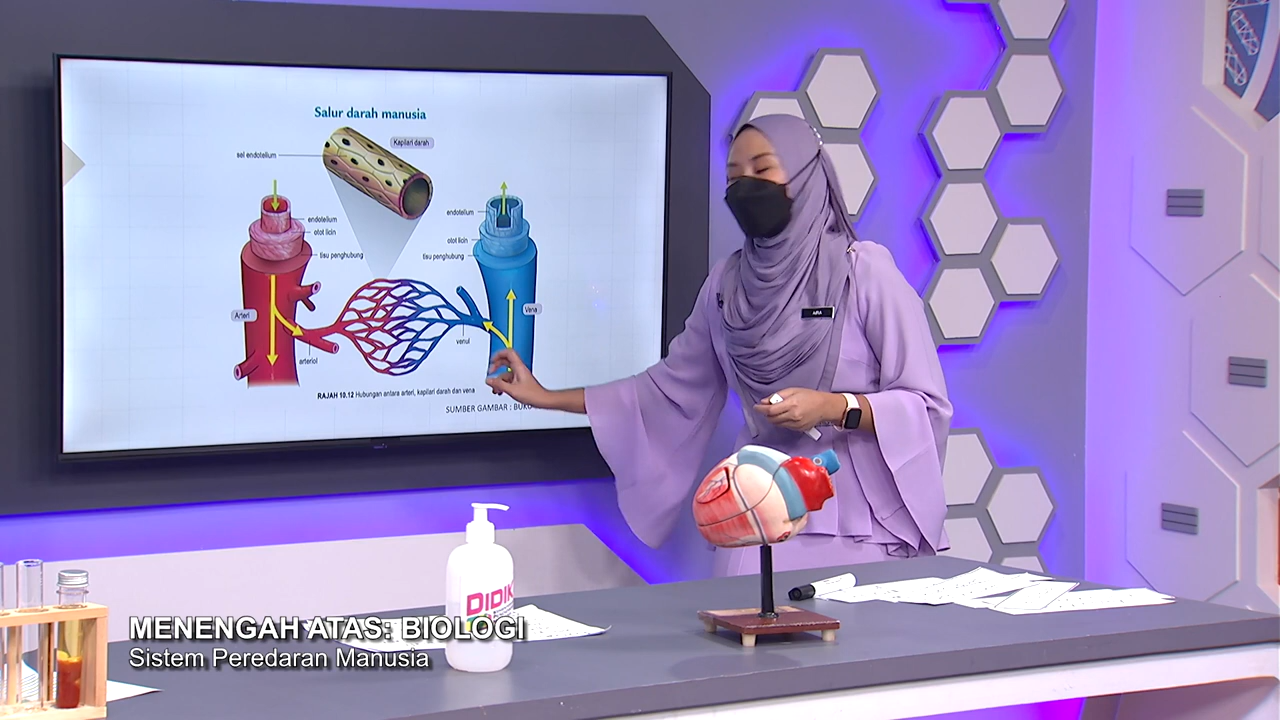 Salur darah manusia
Kapilari darah
sel endotelium
endotelium
otot licin
tisu penghubung
endotelium
otot licin
tisu penghubung
Arteri
Vena
venul
arteriol
RAJAH 10.12 Hubungan antara arteri, kapilari darah dan vena
SUMBER GAMBAR : BUKU
DIDIK
MENENGAH ATAS: BIOLOGI
Sistem Peredaran Manusia